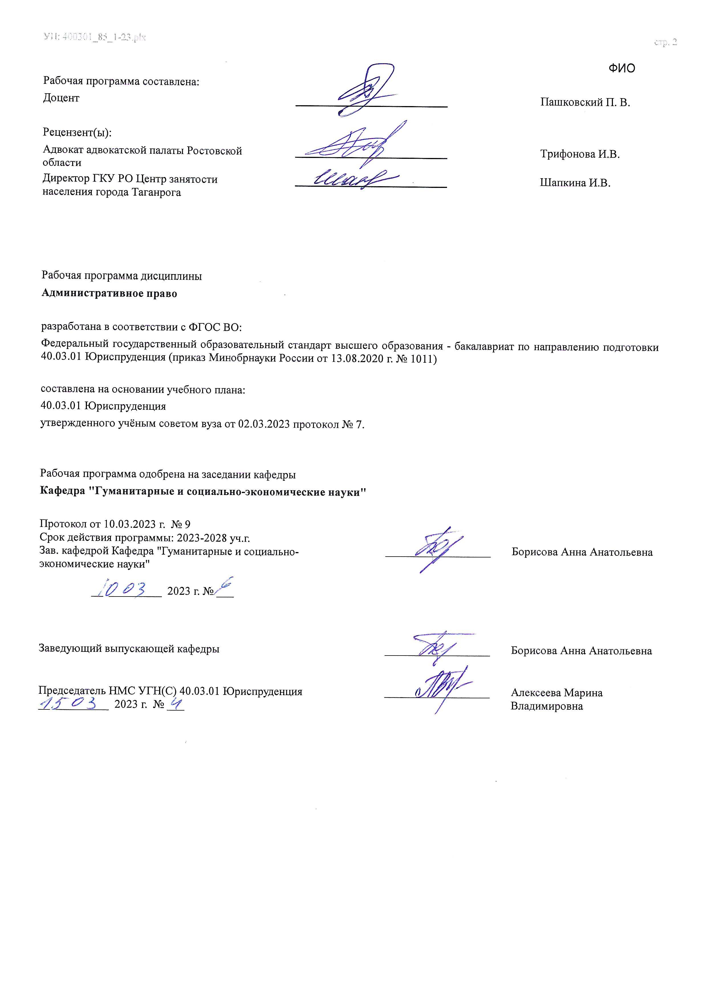 УП: 400301_85_1-23.plx
стр. 2
ФИО
Рабочая программа составлена:
Доцент
Пашковский П. В.
Рецензент(ы):
Адвокат адвокатской палаты Ростовской
области
Трифонова И.В.
Директор ГКУ РО Центр занятости
населения города Таганрога
Шапкина И.В.
Рабочая программа дисциплины
Административное право
разработана в соответствии с ФГОС ВО:
Федеральный государственный образовательный стандарт высшего образования - бакалавриат по направлению подготовки
40.03.01 Юриспруденция (приказ Минобрнауки России от 13.08.2020 г. № 1011)
составлена на основании учебного плана:
40.03.01 Юриспруденция
утвержденного учёным советом вуза от 02.03.2023 протокол № 7.
Рабочая программа одобрена на заседании кафедры
Кафедра "Гуманитарные и социально-экономические науки"
Протокол от 10.03.2023 г. № 9
Срок действия программы: 2023-2028 уч.г.
Зав. кафедрой Кафедра "Гуманитарные и социально-
экономические науки"
Борисова Анна Анатольевна
10 03 2023 г. №
Заведующий выпускающей кафедры
Борисова Анна Анатольевна
Председатель НМС УГН(С) 40.03.01 Юриспруденция
15 03 2023 г. № 4
Алексеева Марина
Владимировна